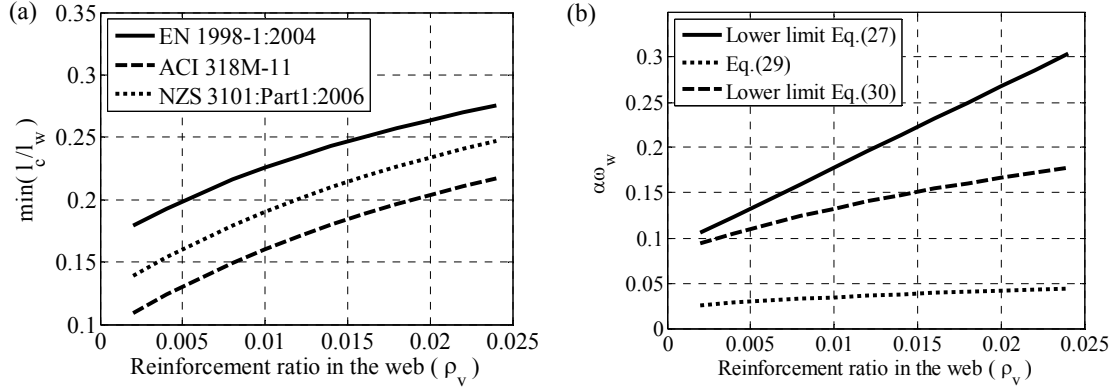 (a)
0.35
0.3
0.25
0.2
0.15
0.1
min( l_c/l_w )
EN 1998-1:2004
ACI 318M-11
NZS 3101:Part1:2006
0 0.005 0.01 0.015 0.02 0.025
Reinforcement ratio in the web ( ρ_v )
(b)
0.3
0.25
0.2
0.15
0.1
0.05
0
αω_w
Lower limit Eq.(27)
Eq.(29)
Lower limit Eq.(30)
0 0.005 0.01 0.015 0.02 0.025
Reinforcement ratio in the web ( ρ_v )